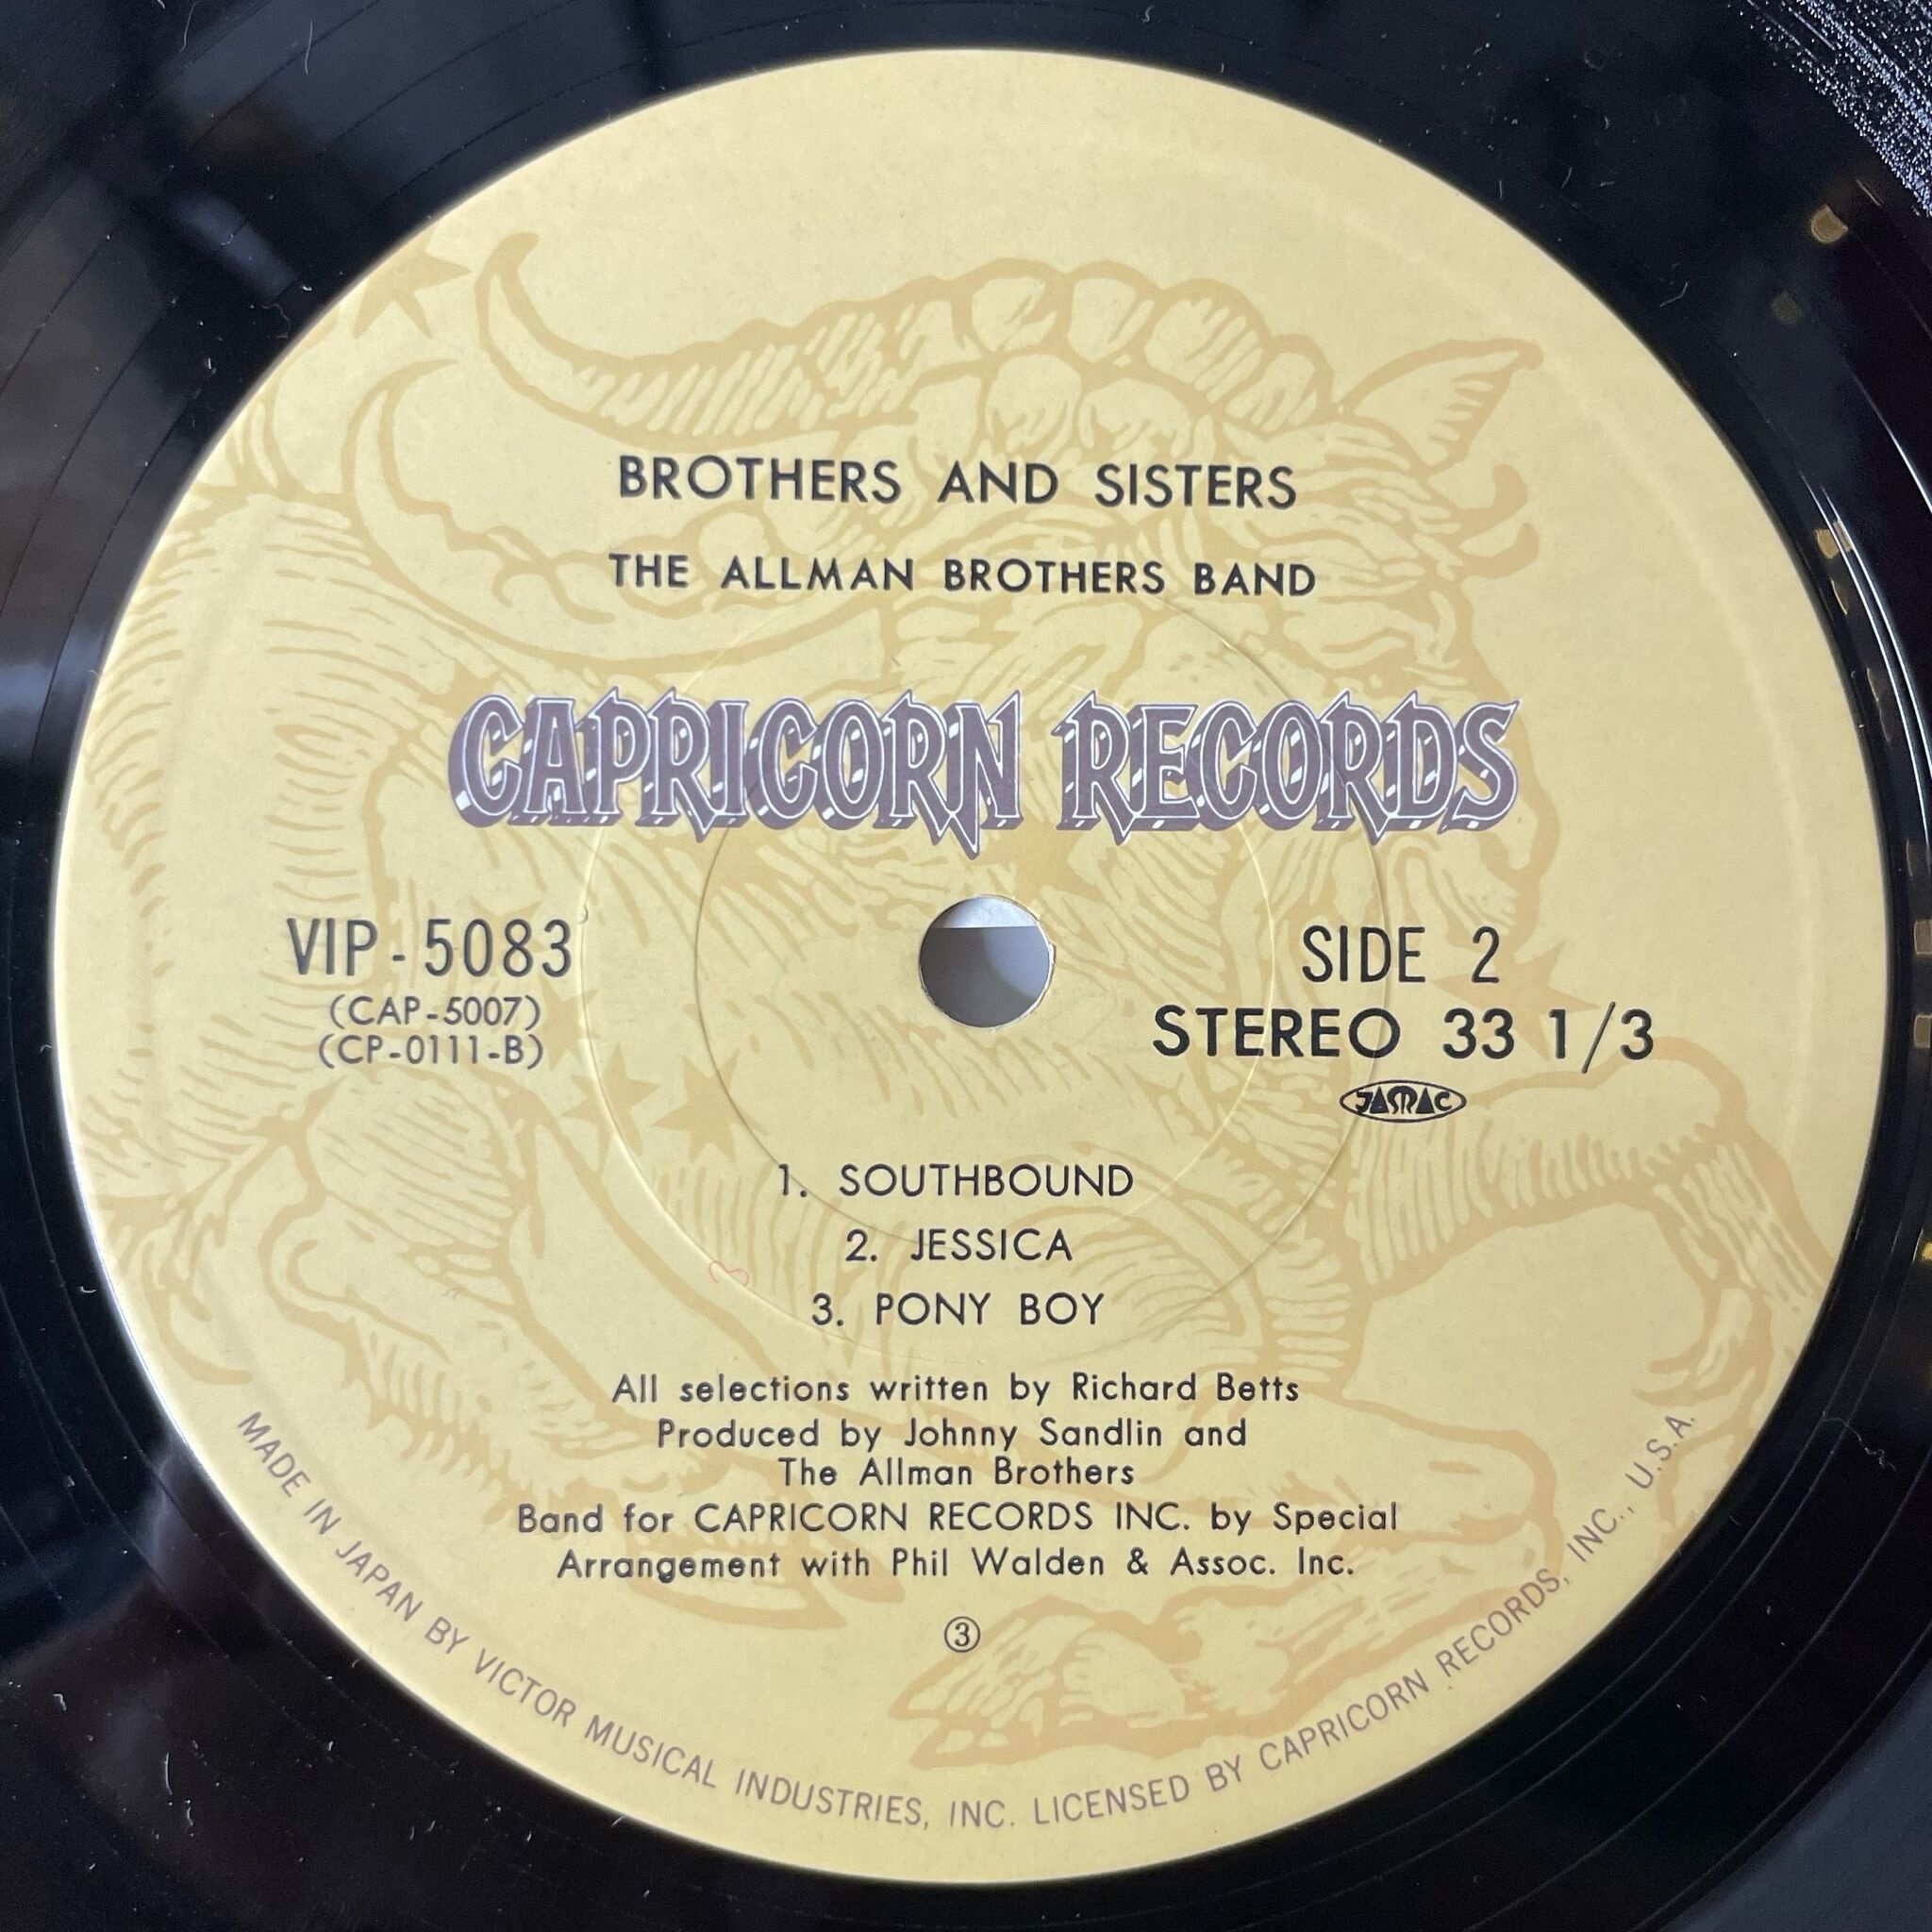 BROTHERS AND SISTERS
THE ALLMAN BROTHERS BAND
CAPRICORN RECORDS
VIP-5083
(CAP-5007)
(CP-0111-B)
SIDE 2
STEREO 33 1/3
JASRAC
1. SOUTHBOUND
2. JESSICA
3. PONY BOY
All selections written by Richard Betts
Produced by Johnny Sandlin and
The Allman Brothers
Band for CAPRICORN RECORDS INC. by Special
Arrangement with Phil Walden & Assoc. Inc.
③
MADE IN JAPAN BY VICTOR MUSICAL INDUSTRIES, INC. LICENSED BY CAPRICORN RECORDS, INC., U.S.A.